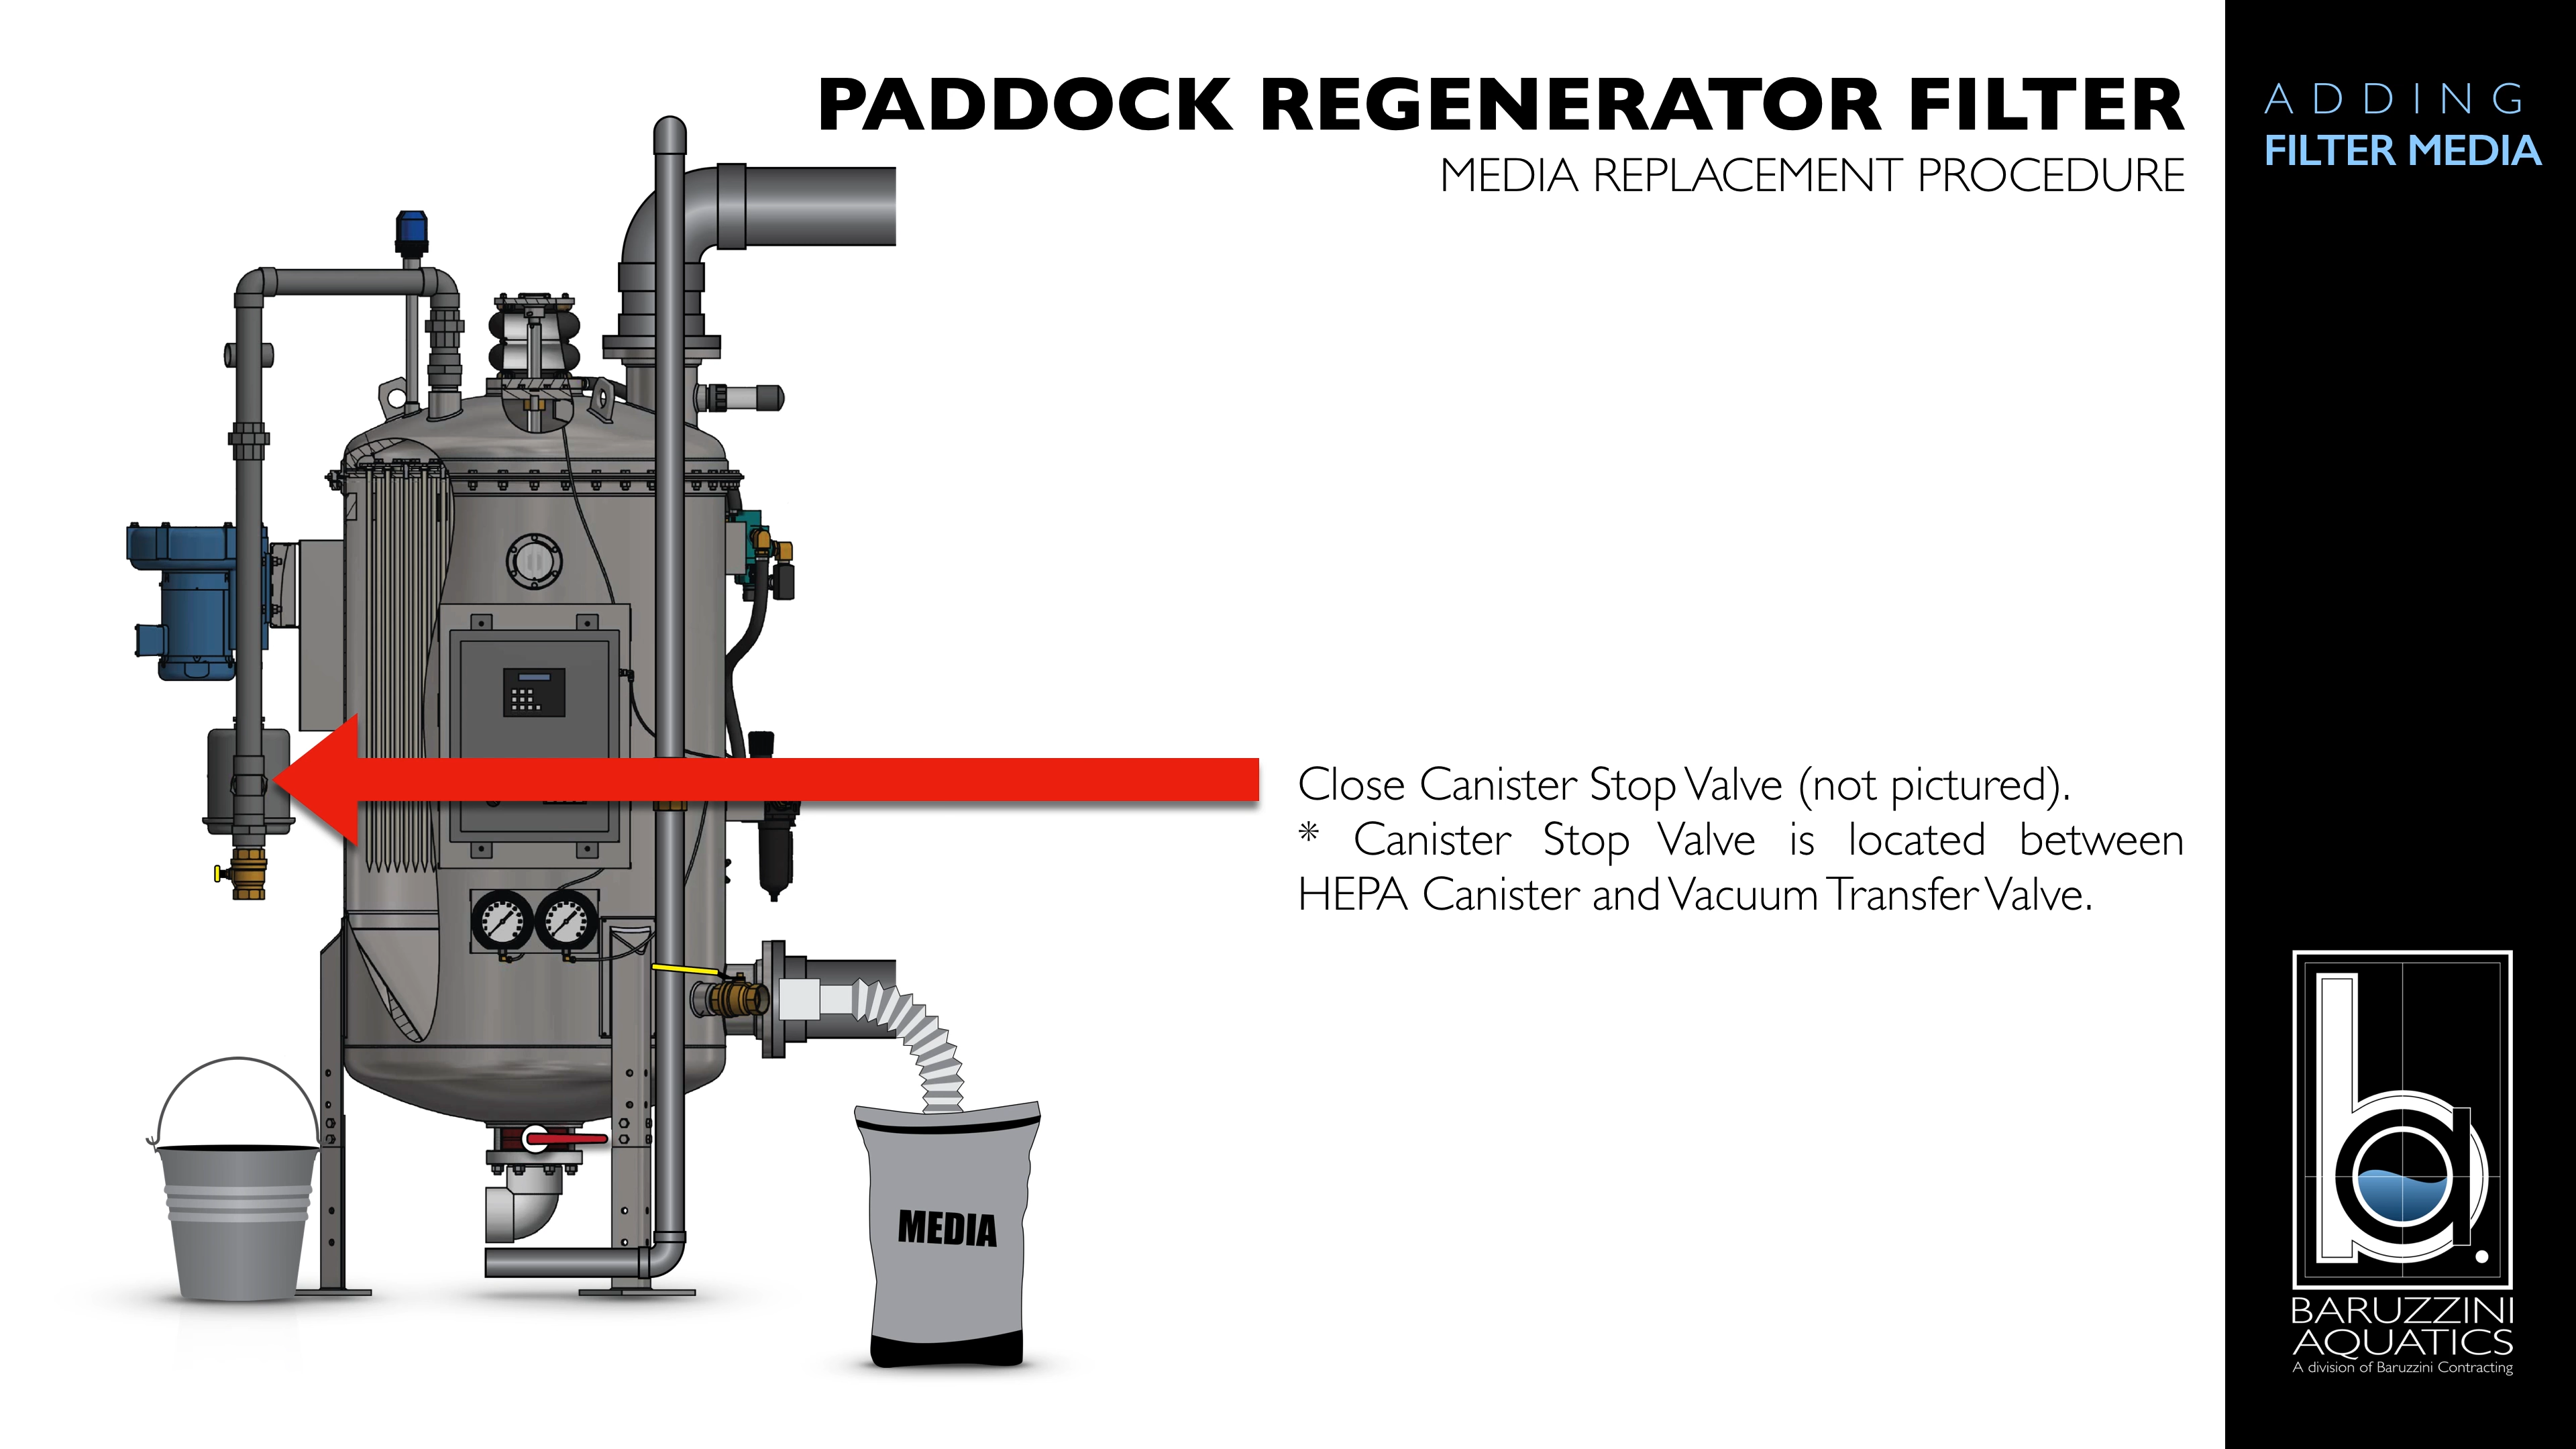 PADDOCK REGENERATOR FILTER
MEDIA REPLACEMENT PROCEDURE
ADDING
FILTER MEDIA
Close Canister Stop Valve (not pictured).
* Canister Stop Valve is located between
HEPA Canister and Vacuum Transfer Valve.
MEDIA
ba.
BARUZZINI
AQUATICS
A division of Baruzzini Contracting